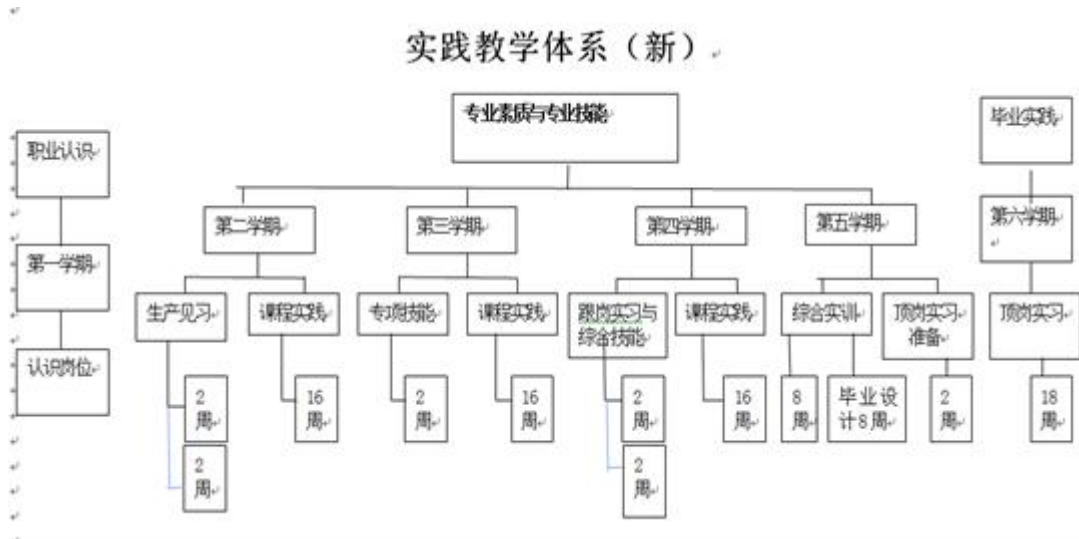 实践教学体系（新）
专业素质与专业技能
毕业实践
职业认识
第二学期
第三学期
第四学期
第五学期
第六学期
第一学期
生产见习
课程实践
专项技能
课程实践
跟岗实习与
综合技能
课程实践
综合实训
顶岗实习
准备
顶岗实习
认识岗位
2
周
16
周
2
周
16
周
2
周
16
周
8
周
毕业设
计8周
2
周
18
周
2
周
2
周